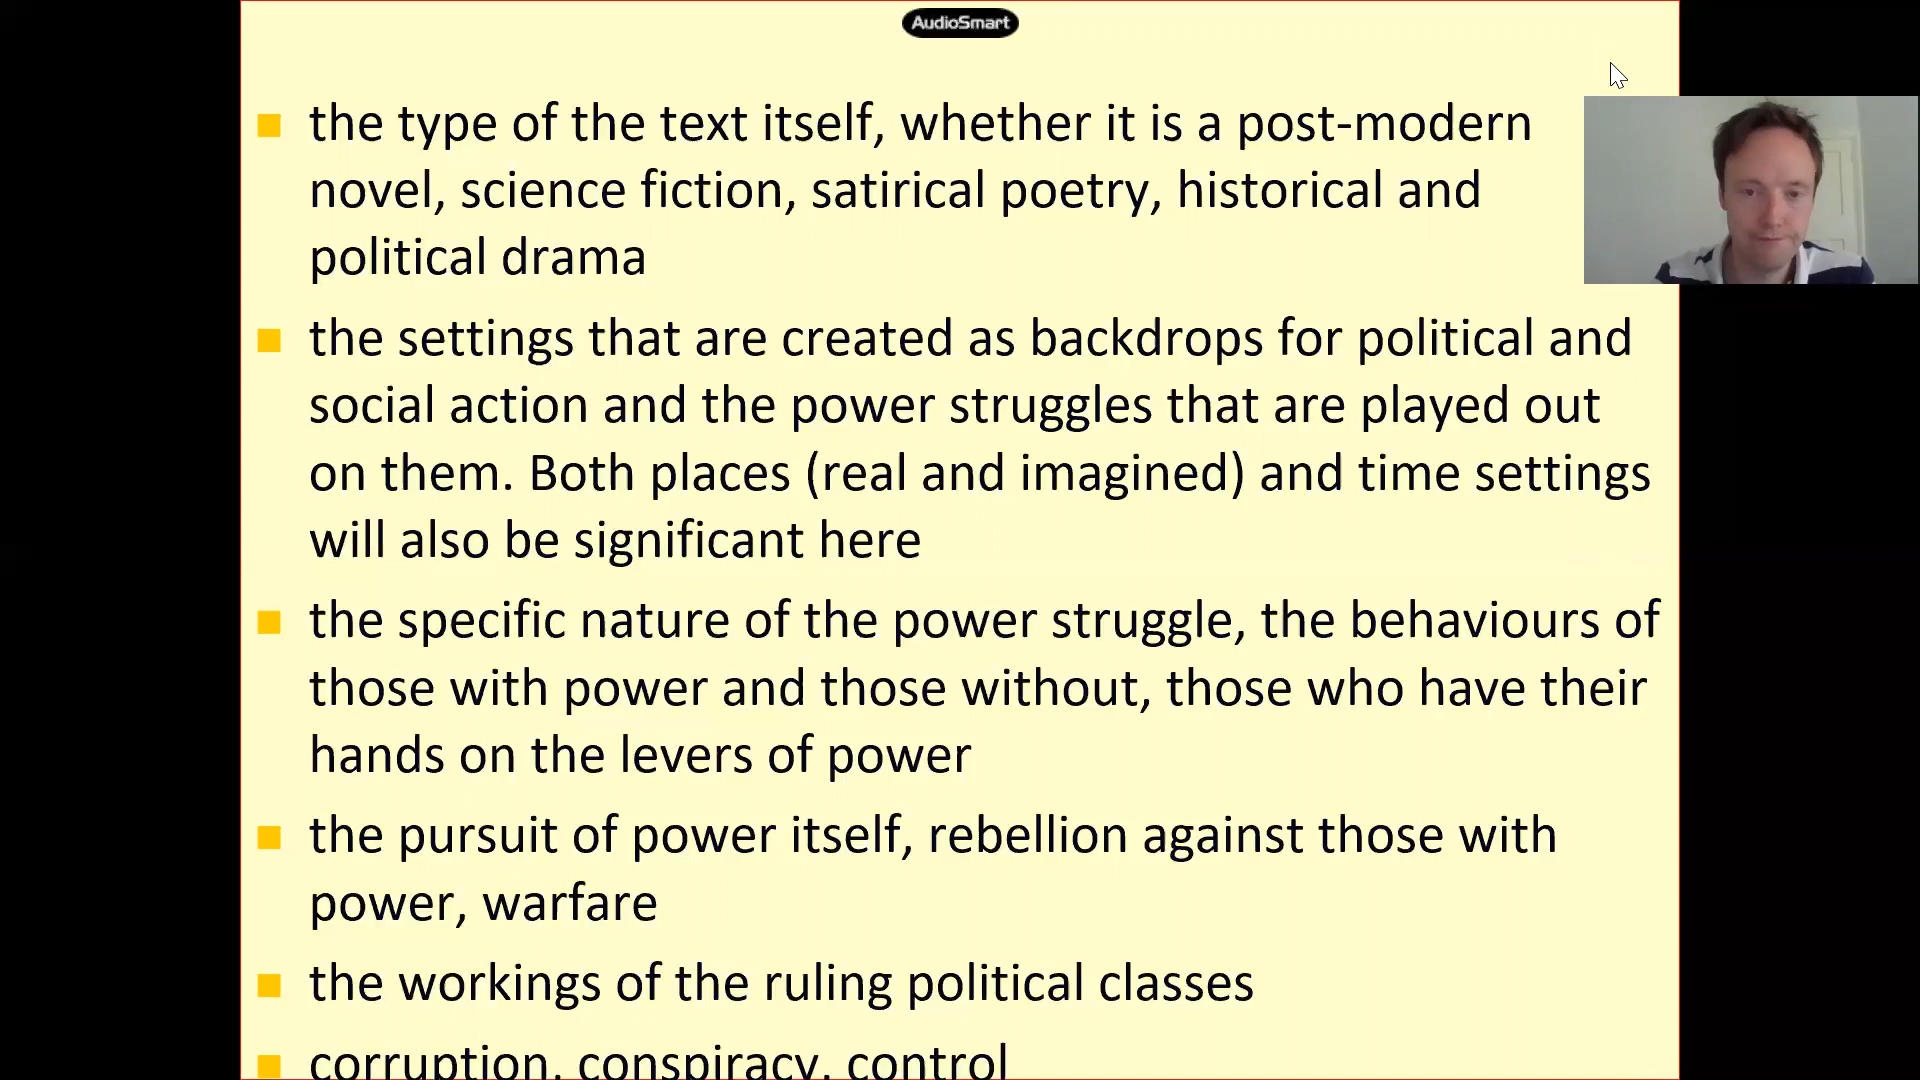 AudioSmart
the type of the text itself, whether it is a post-modern
novel, science fiction, satirical poetry, historical and
political drama
the settings that are created as backdrops for political and
social action and the power struggles that are played out
on them. Both places (real and imagined) and time settings
will also be significant here
the specific nature of the power struggle, the behaviours of
those with power and those without, those who have their
hands on the levers of power
the pursuit of power itself, rebellion against those with
power, warfare
the workings of the ruling political classes
corruption, conspiracy, control